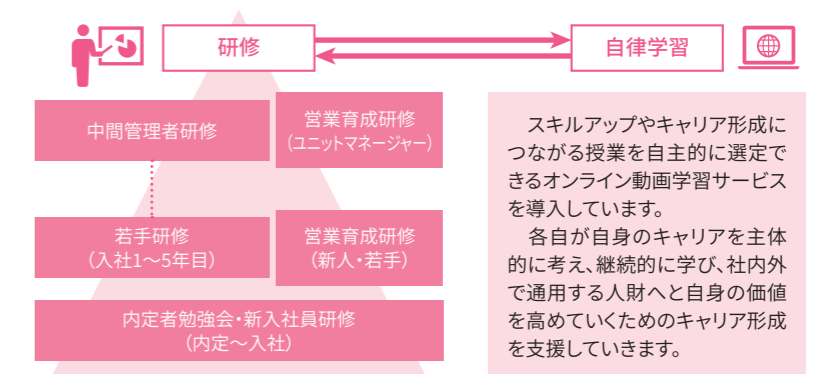 研修
自律学習
中間管理者研修
営業育成研修
（ユニットマネージャー）
若手研修
（入社1～5年目）
営業育成研修
（新人・若手）
内定者勉強会・新入社員研修
（内定～入社）
　スキルアップやキャリア形成に
つながる授業を自主的に選定で
きるオンライン動画学習サービス
を導入しています。
　各自が自身のキャリアを主体
的に考え、継続的に学び、社内外
で通用する人財へと自身の価値
を高めていくためのキャリア形成
を支援していきます。